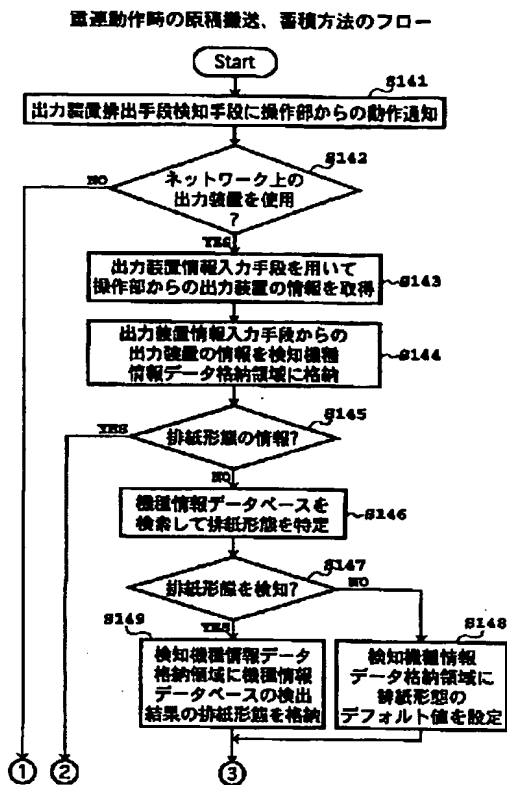 重連動作時の原稿搬送、蓄積方法のフロー
Start
S141
出力装置排出手段検知手段に操作部からの動作通知
S142
ネットワーク上の
出力装置を使用
?
NO
YES
出力装置情報入力手段を用いて
操作部からの出力装置の情報を取得
S143
出力装置情報入力手段からの
出力装置の情報を検知機種
情報データ格納領域に格納
S144
S145
排紙形態の情報?
YES
NO
機種情報データベースを
検索して排紙形態を特定
S146
S147
排紙形態を検知?
NO
YES
S149
検知機種情報データ
格納領域に機種情報
データベースの検出
結果の排紙形態を格納
S148
検知機種情報
データ格納領域に
排紙形態の
デフォルト値を設定
① ② ③